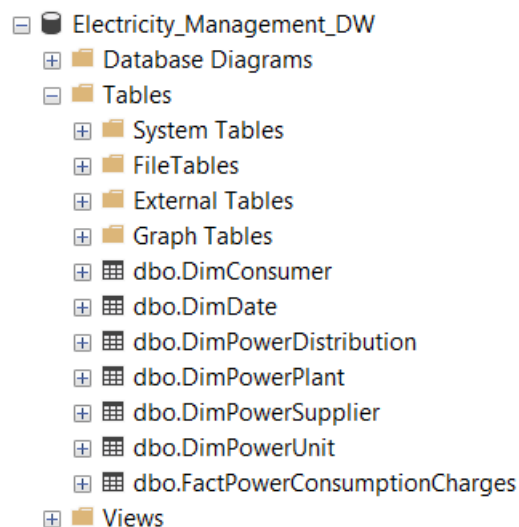 Electricity_Management_DW
Database Diagrams
Tables
System Tables
FileTables
External Tables
Graph Tables
dbo.DimConsumer
dbo.DimDate
dbo.DimPowerDistribution
dbo.DimPowerPlant
dbo.DimPowerSupplier
dbo.DimPowerUnit
dbo.FactPowerConsumptionCharges
Views